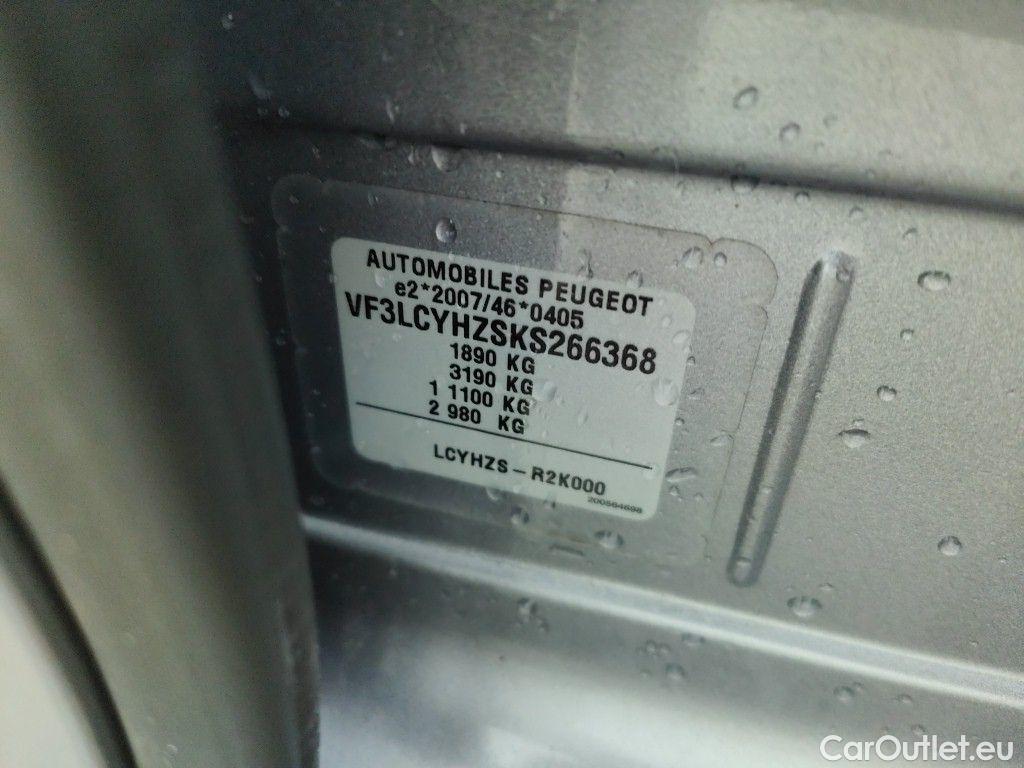 AUTOMOBILES PEUGEOT
e2*2007/46*0405
VF3LCYHZSKS266368
1890 KG
3190 KG
1 1100 KG
2 980 KG
LCYHZS – R2K000
200564698
CarOutlet.eu